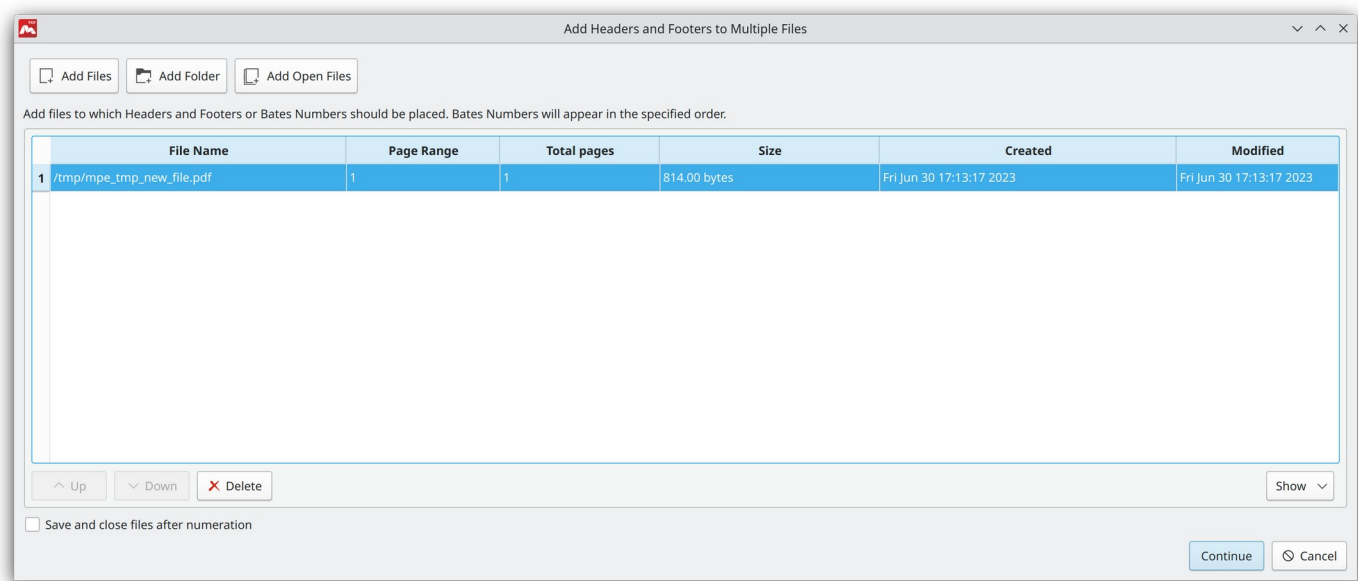 PDF
Add Headers and Footers to Multiple Files
Add Files Add Folder Add Open Files
Add files to which Headers and Footers or Bates Numbers should be placed. Bates Numbers will appear in the specified order.
File Name Page Range Total pages Size Created Modified
1 /tmp/mpe_tmp_new_file.pdf 1 1 814.00 bytes Fri Jun 30 17:13:17 2023 Fri Jun 30 17:13:17 2023
Up Down Delete Show
Save and close files after numeration
Continue Cancel